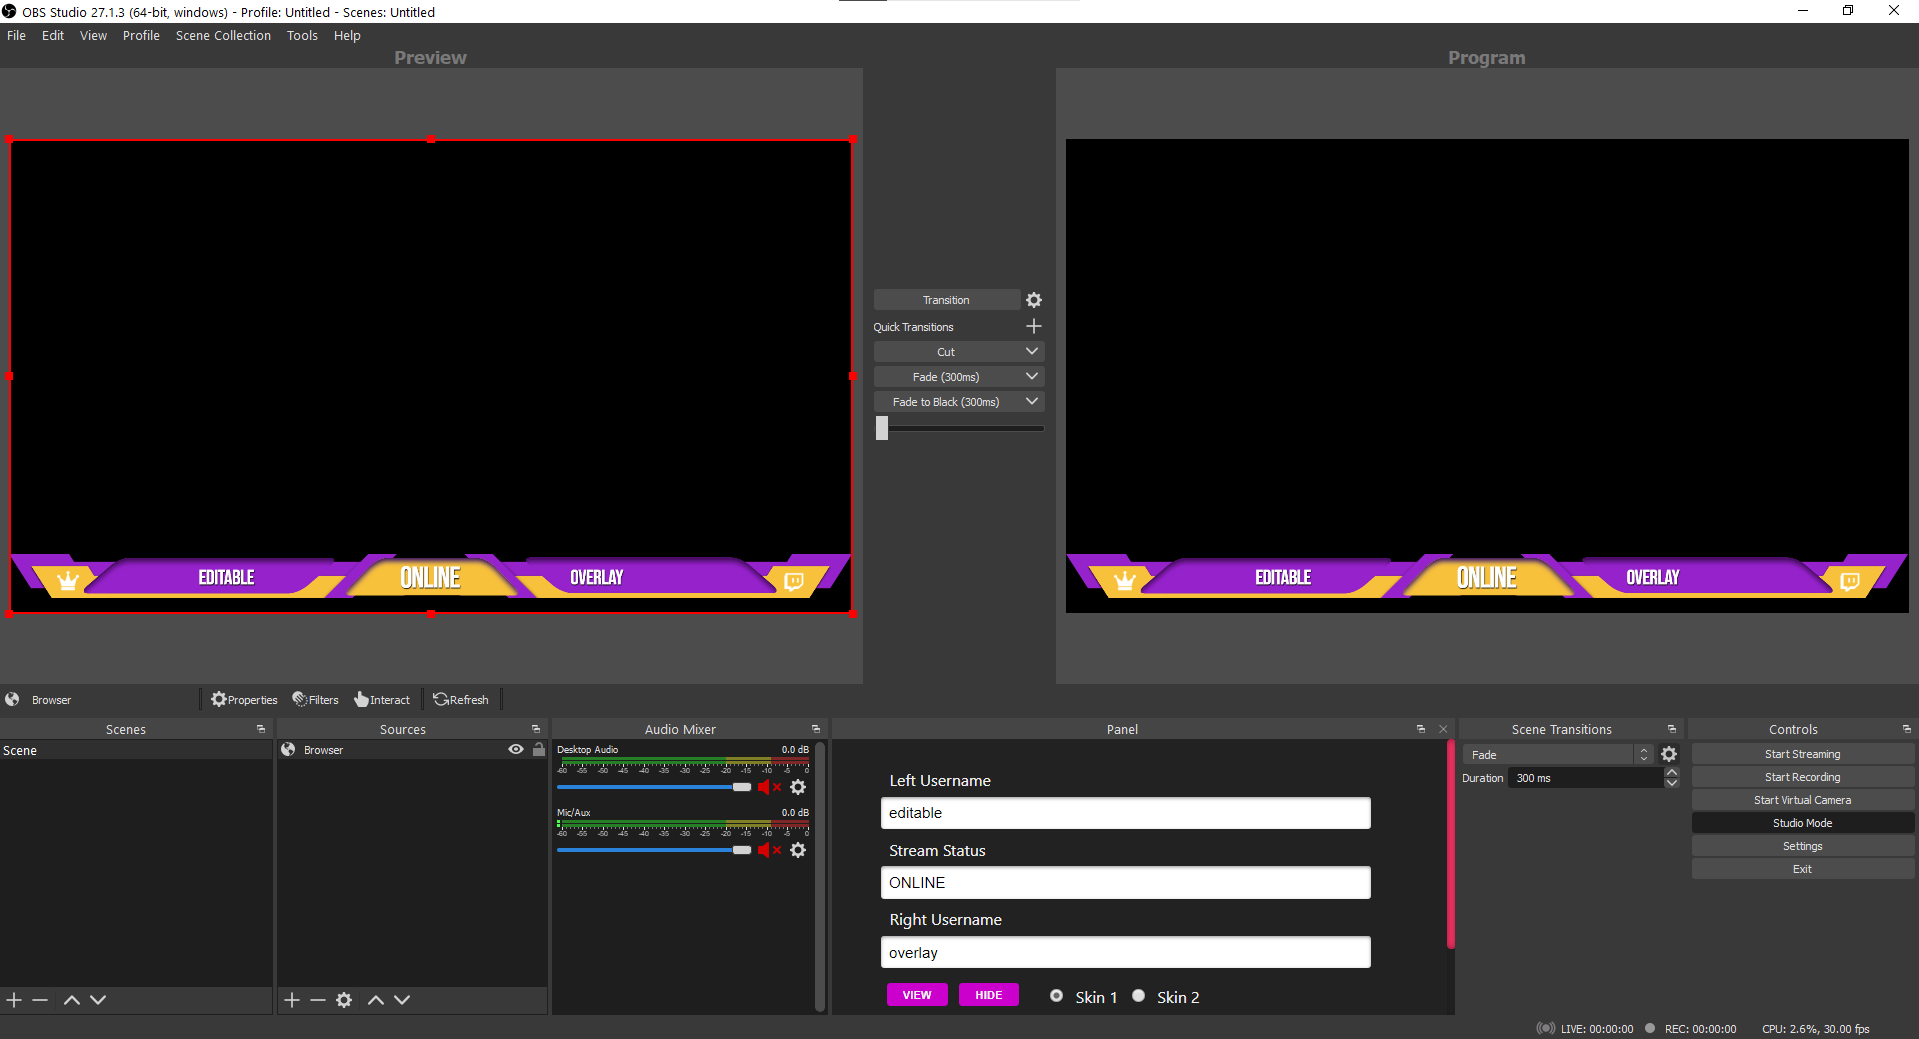 OBS Studio 27.1.3 (64-bit, windows) - Profile: Untitled - Scenes: Untitled
File Edit View Profile Scene Collection Tools Help
Preview
Program
EDITABLE ONLINE OVERLAY
Transition
Quick Transitions
Cut
Fade (300ms)
Fade to Black (300ms)
EDITABLE ONLINE OVERLAY
Browser Properties Filters Interact Refresh
Scenes
Scene
Sources
Browser
Audio Mixer
Desktop Audio 0.0 dB
-60 -55 -50 -45 -40 -35 -30 -25 -20 -15 -10 -5 0
Mic/Aux 0.0 dB
-60 -55 -50 -45 -40 -35 -30 -25 -20 -15 -10 -5 0
Panel
Left Username
editable
Stream Status
ONLINE
Right Username
overlay
VIEW HIDE Skin 1 Skin 2
Scene Transitions
Fade
Duration 300 ms
Controls
Start Streaming
Start Recording
Start Virtual Camera
Studio Mode
Settings
Exit
LIVE: 00:00:00 REC: 00:00:00 CPU: 2.6%, 30.00 fps